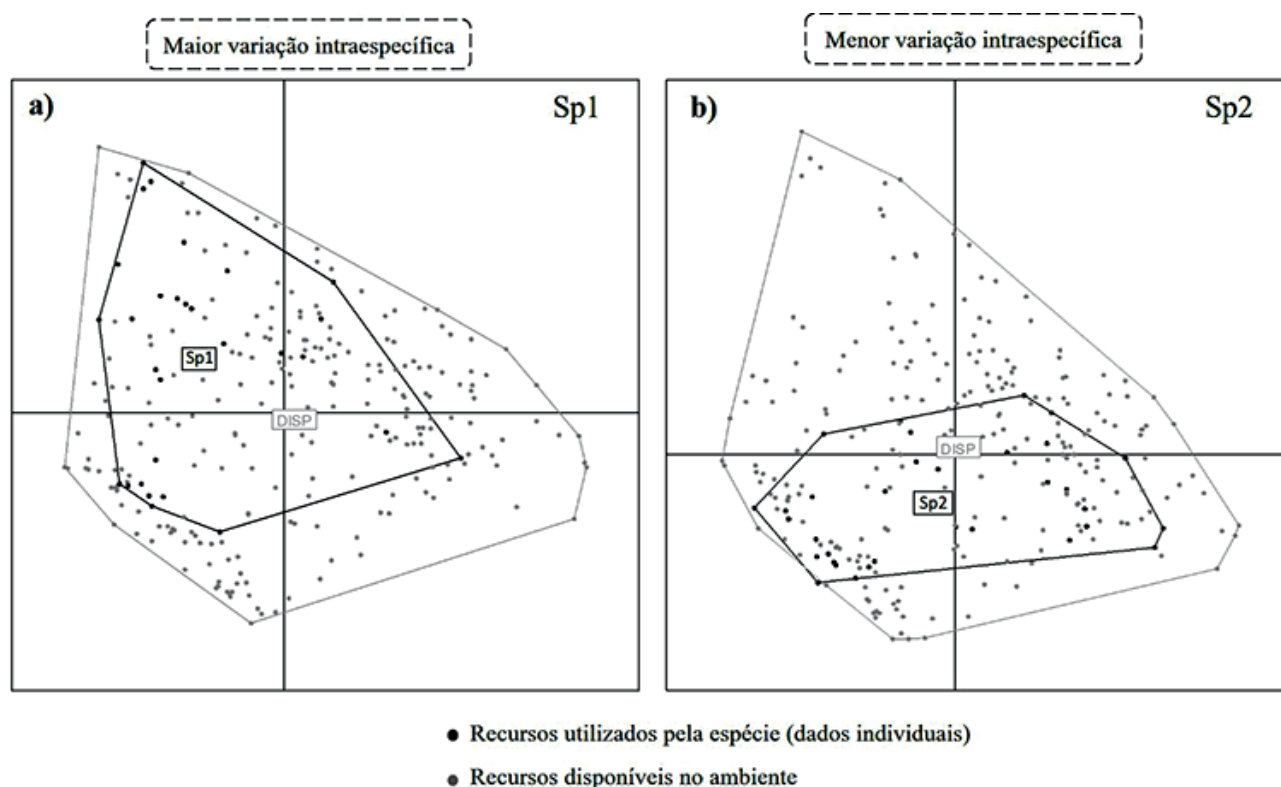 Maior variação intraespecífica
Menor variação intraespecífica
a)
Sp1
b)
Sp2
Sp1
DISP
DISP
Sp2
Recursos utilizados pela espécie (dados individuais)
Recursos disponíveis no ambiente